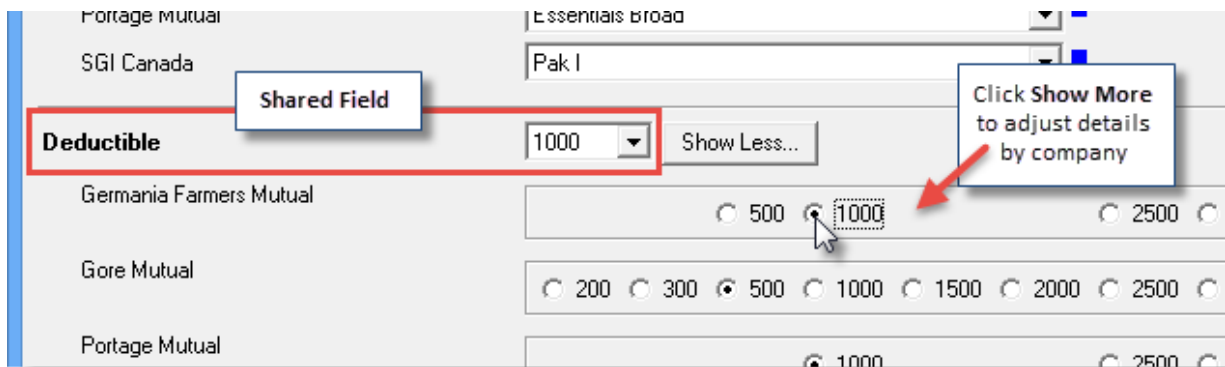 Portage Mutual Essentials Broad
SGI Canada Pak I
Shared Field
Click Show More
to adjust details
by company
Deductible 1000 Show Less...
Germania Farmers Mutual 500 1000 2500
Gore Mutual 200 300 500 1000 1500 2000 2500
Portage Mutual 1000 2500